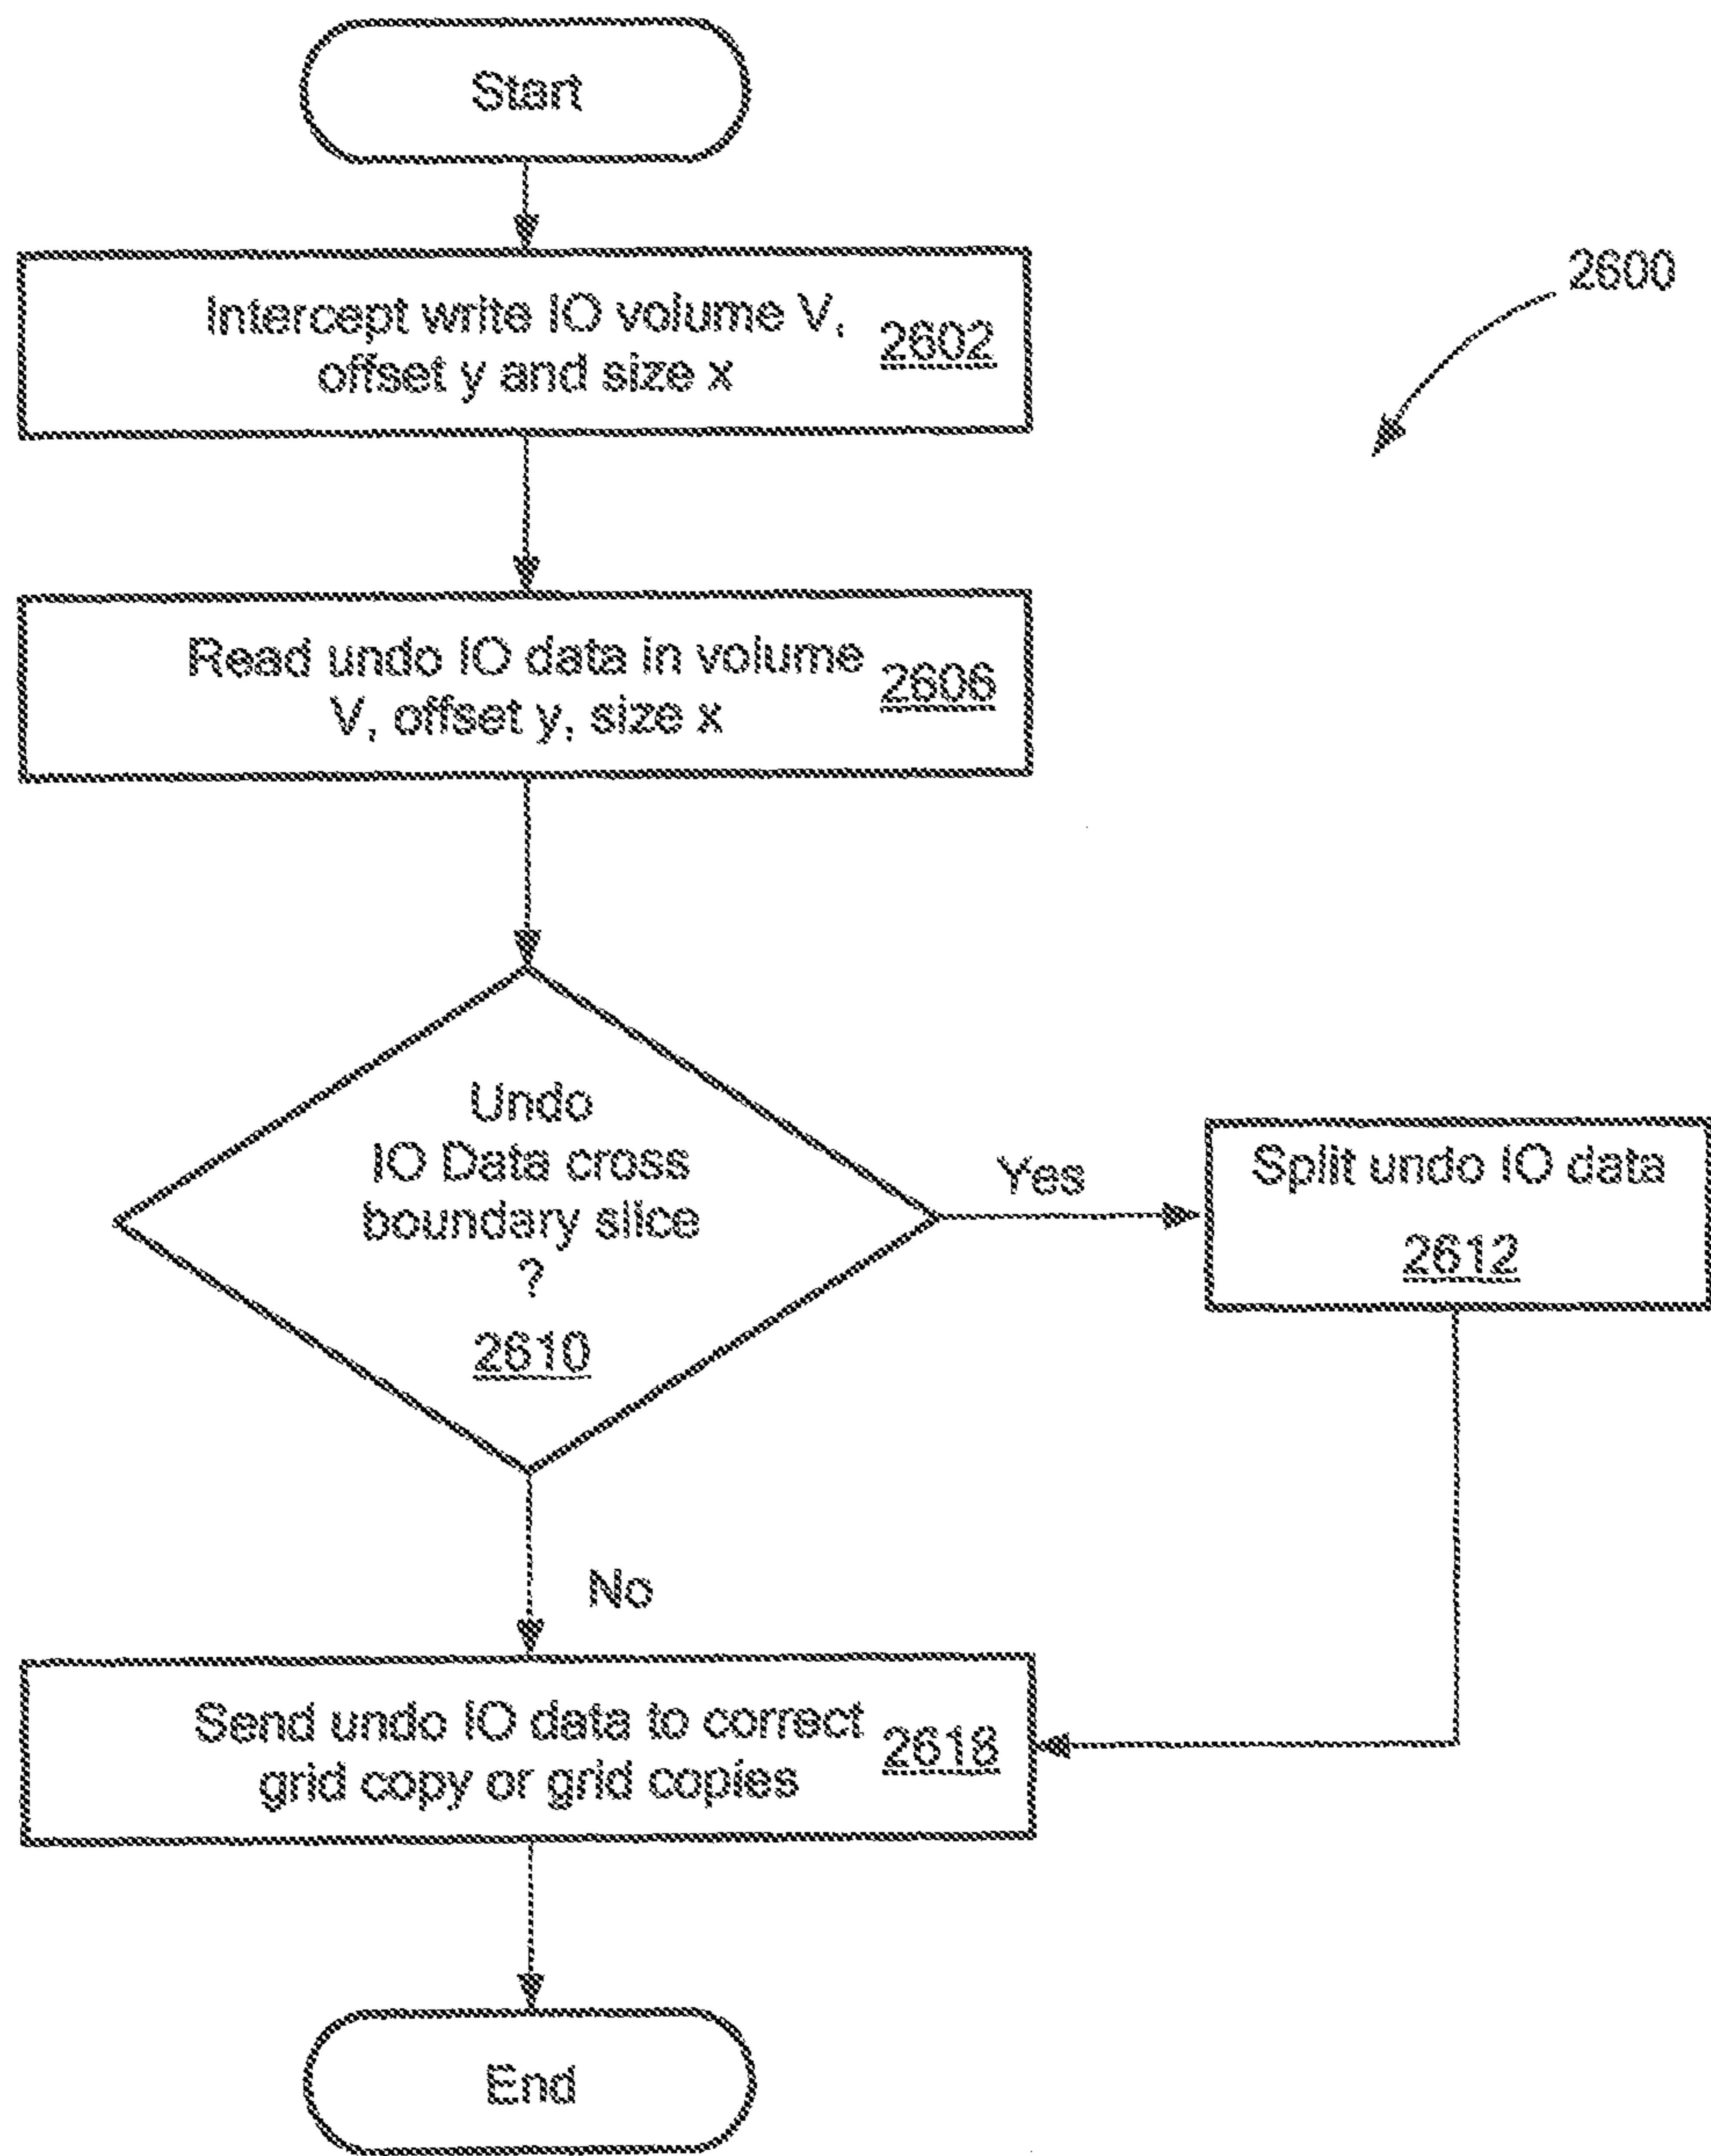 Start
2600
Intercept write IO volume V,
offset y and size x
2602
Read undo IO data in volume
V, offset y, size x
2606
Undo
IO Data cross
boundary slice
?
2610
Yes
Split undo IO data
2612
No
Send undo IO data to correct
grid copy or grid copies
2618
End